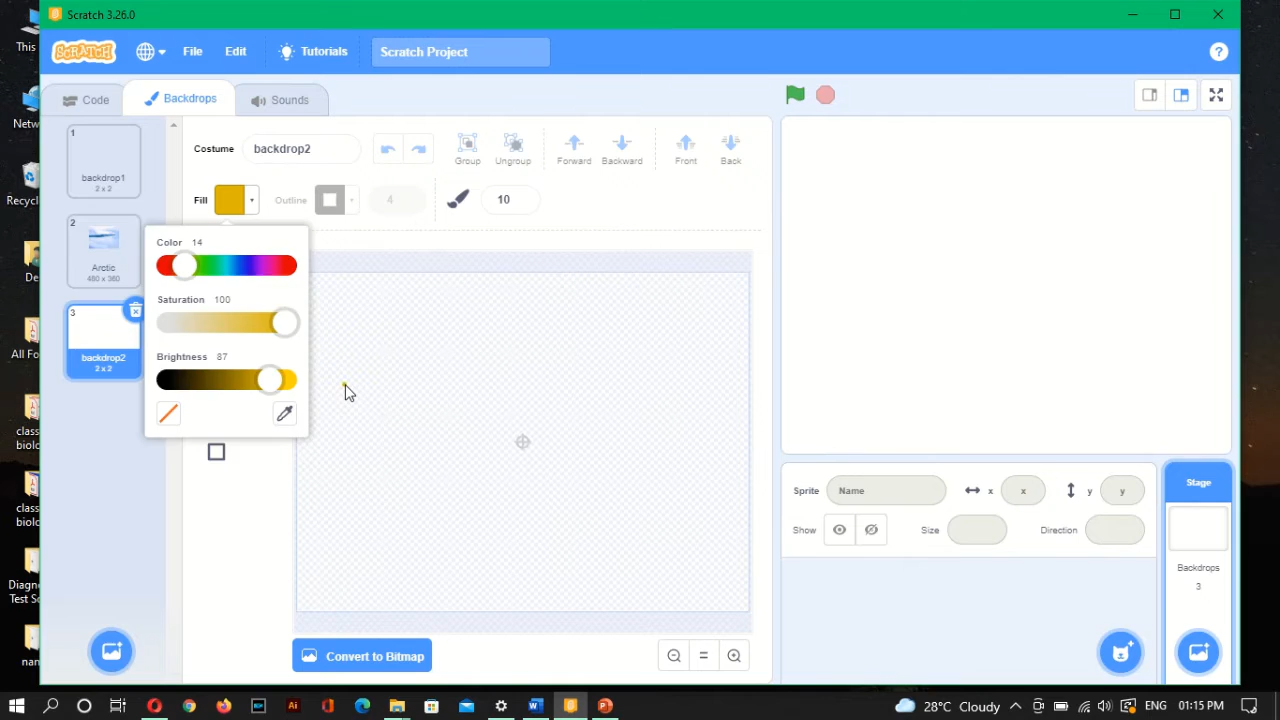 Scratch 3.26.0
SCRATCH File Edit Tutorials Scratch Project ?
Code Backdrops Sounds
1
backdrop1
2 x 2
2
Arctic
480 x 360
3
backdrop2
2 x 2
Costume backdrop2
Group Ungroup Forward Backward Front Back
Fill Outline 4 10
Color 14
Saturation 100
Brightness 87
Convert to Bitmap
Sprite Name x x y y
Show Size Direction
Stage
Backdrops
3
This
Netw
Recycl
De
All Fo
class
biolo
class
biolo
Diagn
Test So
nan
28°C Cloudy ENG 01:15 PM